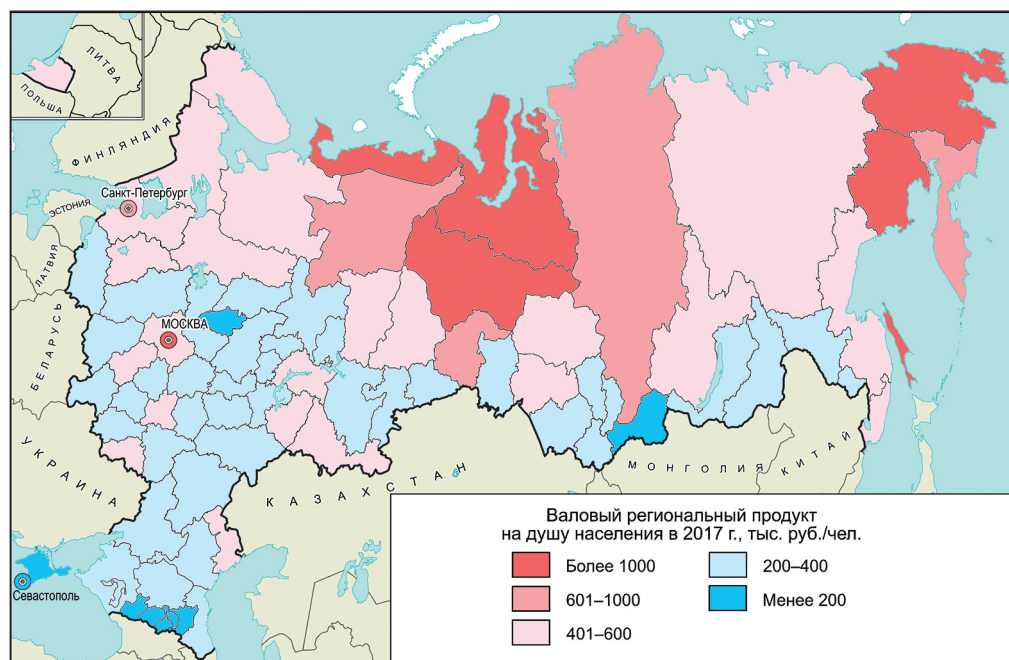 ЛИТВА
ПОЛЬША
ФИНЛЯНДИЯ
Санкт-Петербург
ЭСТОНИЯ
ЛАТВИЯ
БЕЛАРУСЬ
МОСКВА
УКРАИНА
КАЗАХСТАН
МОНГОЛИЯ
КИТАЙ
Севастополь
Валовый региональный продукт
на душу населения в 2017 г., тыс. руб./чел.
Более 1000
601–1000
401–600
200–400
Менее 200